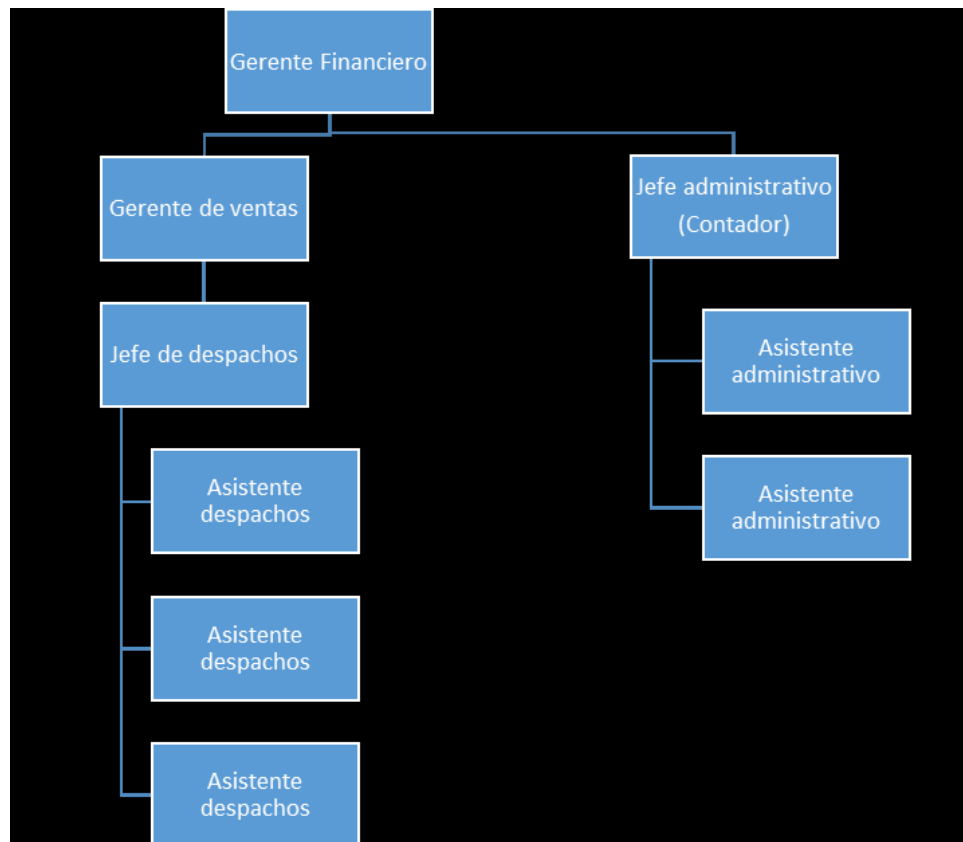 Gerente Financiero
Gerente de ventas
Jefe administrativo
(Contador)
Jefe de despachos
Asistente
administrativo
Asistente
administrativo
Asistente
despachos
Asistente
despachos
Asistente
despachos